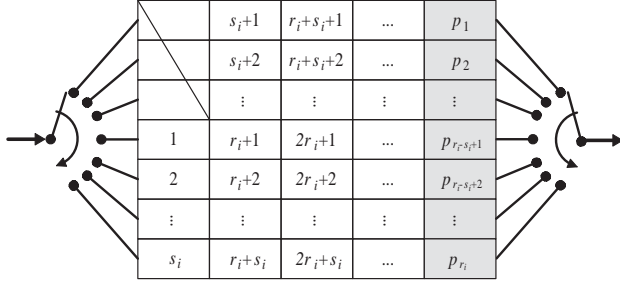 s_i+1 r_i+s_i+1 ... p_1
s_i+2 r_i+s_i+2 ... p_2
⋮ ⋮ ⋮ ⋮
1 r_i+1 2r_i+1 ... p_{r_i-s_i+1}
2 r_i+2 2r_i+2 ... p_{r_i-s_i+2}
⋮ ⋮ ⋮ ⋮ ⋮
s_i r_i+s_i 2r_i+s_i ... p_{r_i}